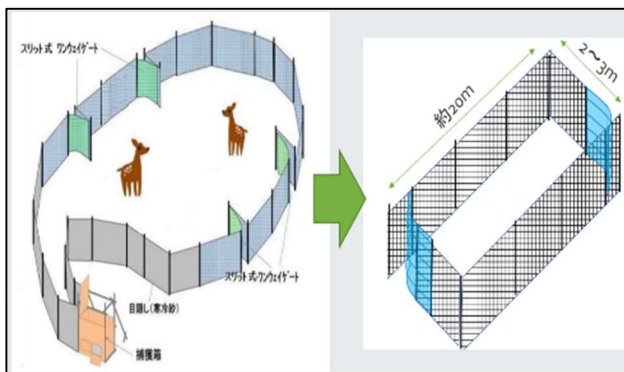 スリット式 ワンウェイゲート
スリット式ワンウェイゲート
目隠し(寒冷紗)
捕獲箱
約20m
2～3m